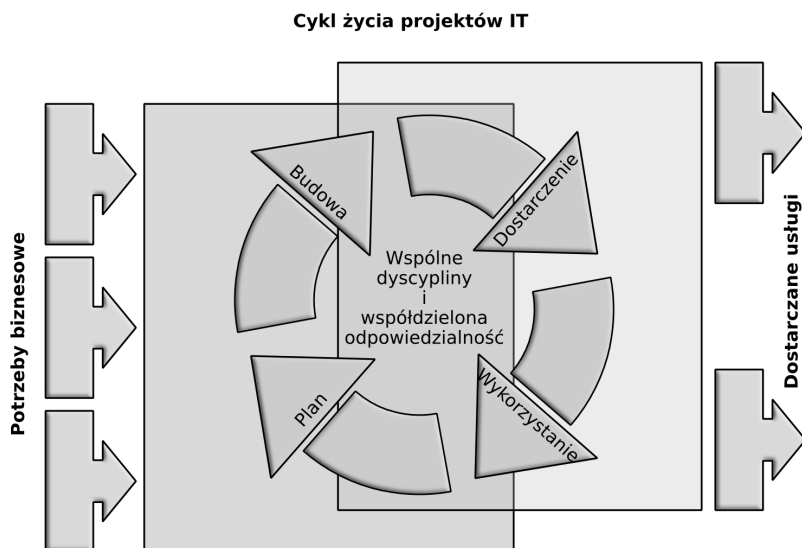 Cykl życia projektów IT
Potrzeby biznesowe
Budowa
Dostarczenie
Wspólne
dyscypliny
i
współdzielona
odpowiedzialność
Plan
Wykorzystanie
Dostarczane usługi